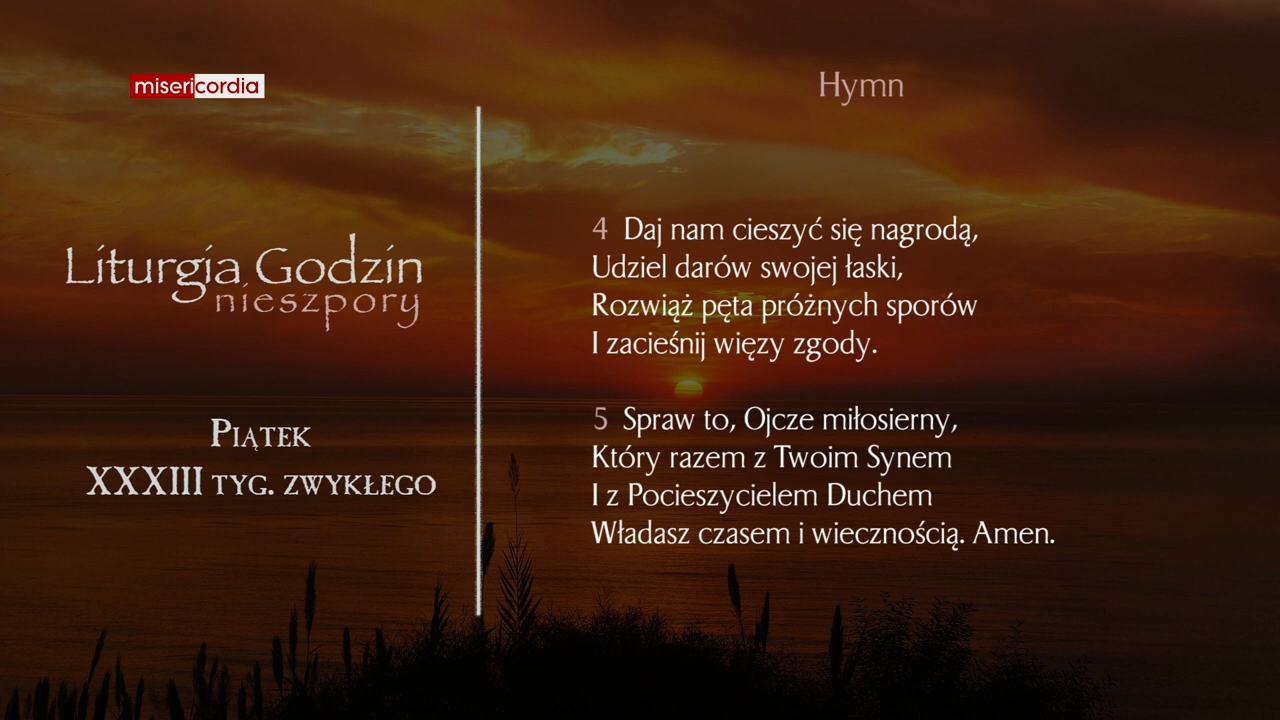 misericordia
Hymn
Liturgia Godzin
nieszpory
Piątek
XXXIII tyg. zwykłego
4 Daj nam cieszyć się nagrodą,
Udziel darów swojej łaski,
Rozwiąż pęta próżnych sporów
I zacieśnij więzy zgody.
5 Spraw to, Ojcze miłosierny,
Który razem z Twoim Synem
I z Pocieszycielem Duchem
Władasz czasem i wiecznością. Amen.